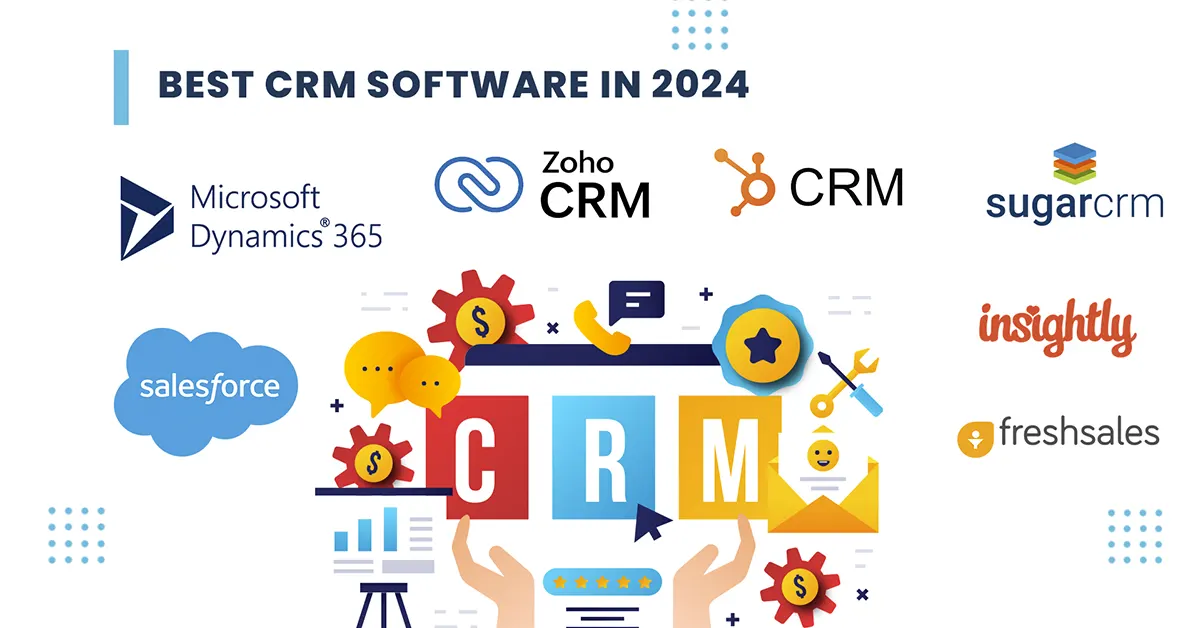 BEST CRM SOFTWARE IN 2024
Microsoft
Dynamics® 365
Zoho
CRM
CRM
sugarcrm
salesforce
insightly
freshsales
$
$
C R M
$